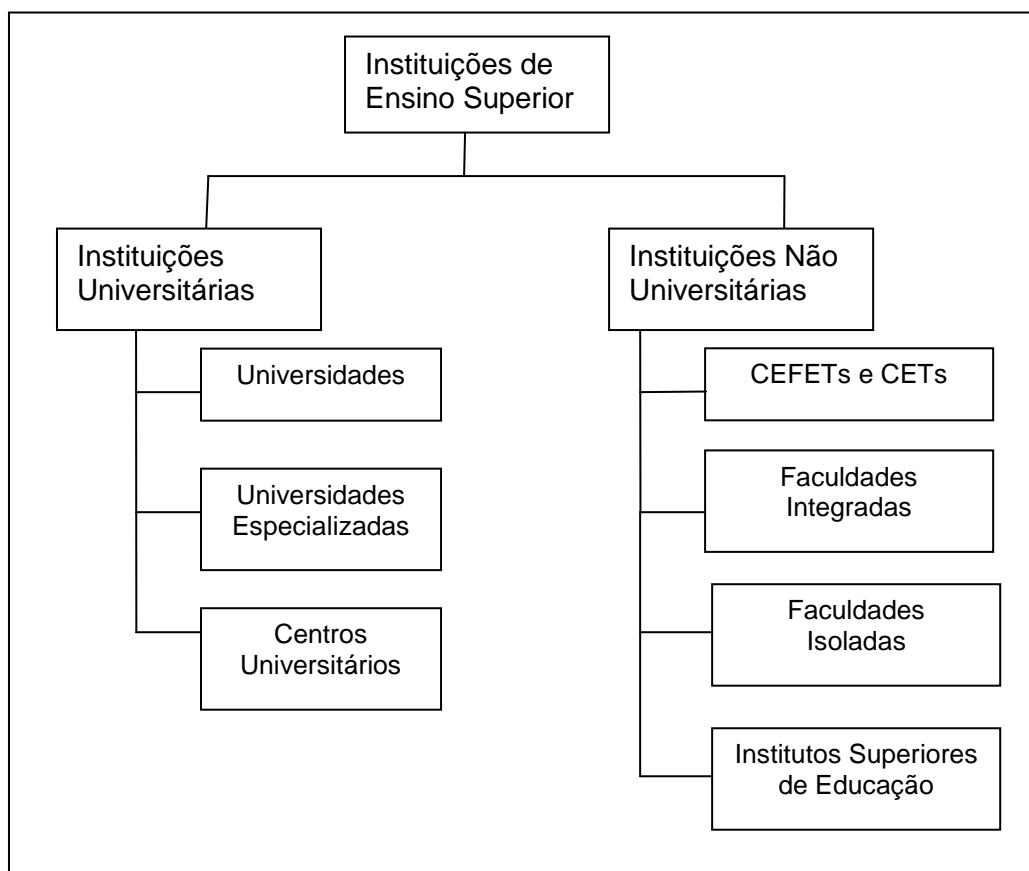 Instituições de
Ensino Superior
Instituições
Universitárias
Universidades
Universidades
Especializadas
Centros
Universitários
Instituições Não
Universitárias
CEFETs e CETs
Faculdades
Integradas
Faculdades
Isoladas
Institutos Superiores
de Educação